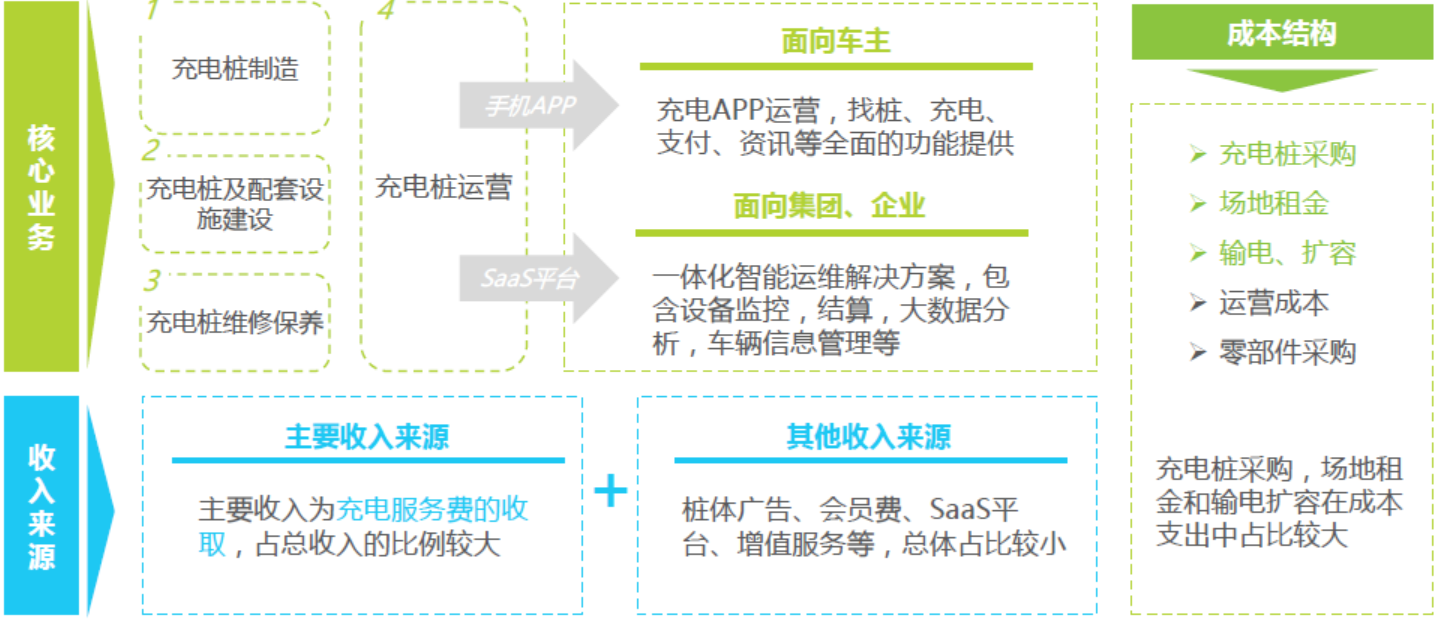 核心业务
1
充电桩制造
2
充电桩及配套设
施建设
3
充电桩维修保养
4
充电桩运营
手机APP
SaaS平台
面向车主
充电APP运营，找桩、充电、
支付、资讯等全面的功能提供
面向集团、企业
一体化智能运维解决方案，包
含设备监控，结算，大数据分
析，车辆信息管理等
收入来源
主要收入来源
主要收入为充电服务费的收
取，占总收入的比例较大
+
其他收入来源
桩体广告、会员费、SaaS平
台、增值服务等，总体占比较小
成本结构
➢ 充电桩采购
➢ 场地租金
➢ 输电、扩容
➢ 运营成本
➢ 零部件采购
充电桩采购，场地租
金和输电扩容在成本
支出中占比较大